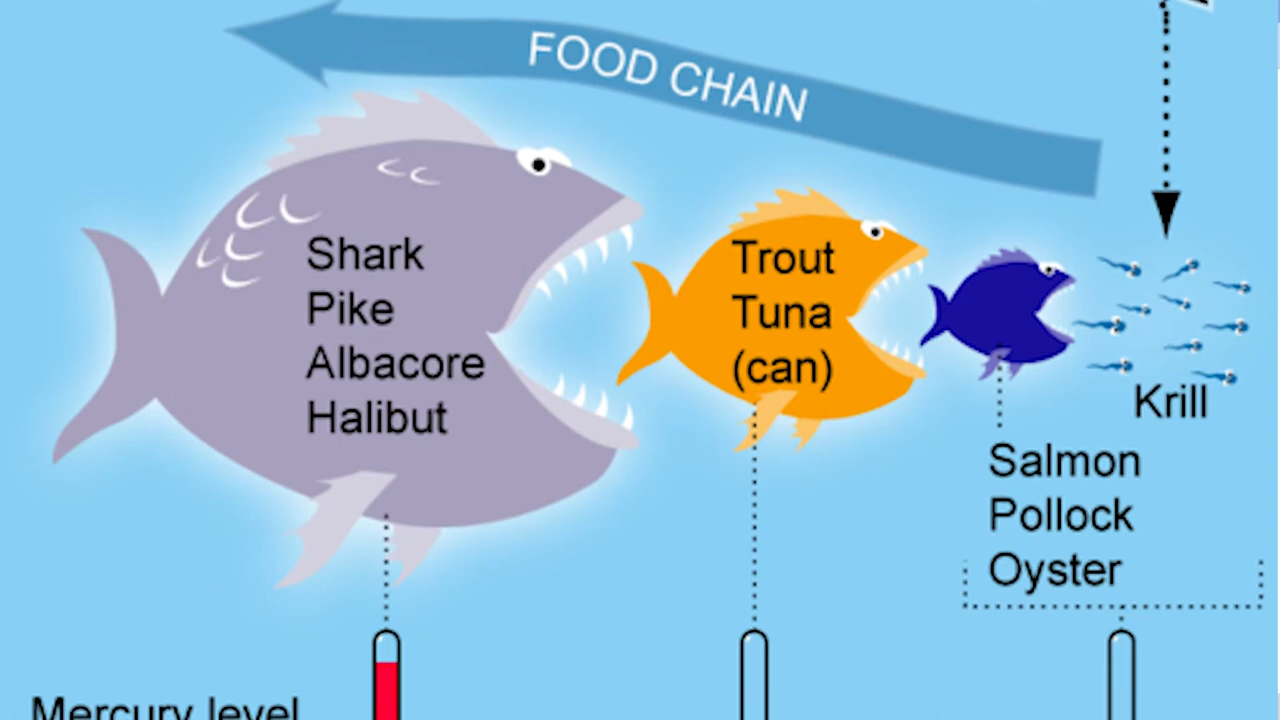 FOOD CHAIN
Shark
Pike
Albacore
Halibut
Trout
Tuna
(can)
Krill
Salmon
Pollock
Oyster
Mercury level